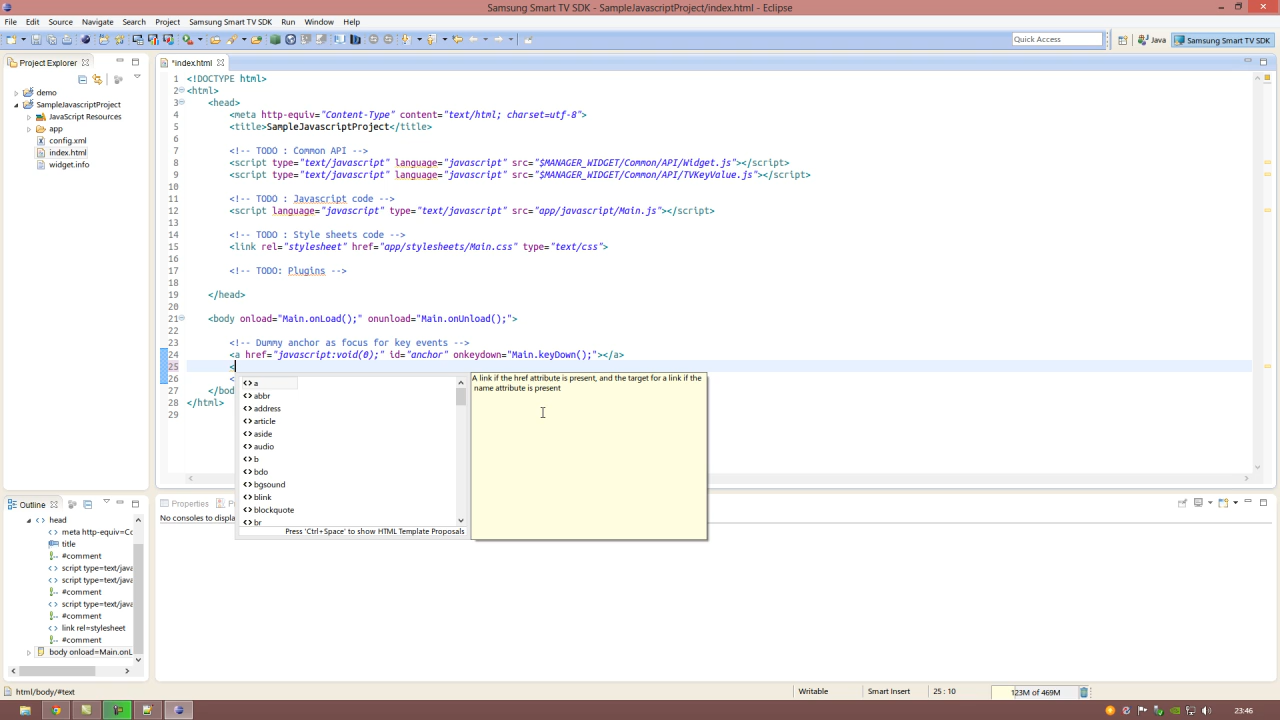 Samsung Smart TV SDK - SampleJavascriptProject/index.html - Eclipse
File Edit Source Navigate Search Project Samsung Smart TV SDK Run Window Help
Quick Access
Java
Samsung Smart TV SDK
Project Explorer
demo
SampleJavascriptProject
JavaScript Resources
app
config.xml
index.html
widget.info
*index.html
1 <!DOCTYPE html>
2 <html>
3 <head>
4 <meta http-equiv="Content-Type" content="text/html; charset=utf-8">
5 <title>SampleJavascriptProject</title>
6
7 <!-- TODO : Common API -->
8 <script type="text/javascript" language="javascript" src="$MANAGER_WIDGET/Common/API/Widget.js"></script>
9 <script type="text/javascript" language="javascript" src="$MANAGER_WIDGET/Common/API/TVKeyValue.js"></script>
10
11 <!-- TODO : Javascript code -->
12 <script language="javascript" type="text/javascript" src="app/javascript/Main.js"></script>
13
14 <!-- TODO : Style sheets code -->
15 <link rel="stylesheet" href="app/stylesheets/Main.css" type="text/css">
16
17 <!-- TODO: Plugins -->
18
19 </head>
20
21 <body onload="Main.onLoad();" onunload="Main.onUnload();">
22
23 <!-- Dummy anchor as focus for key events -->
24 <a href="javascript:void(0);" id="anchor" onkeydown="Main.keyDown();"></a>
25 <
26 <
27 </bod
28 </html>
29
a
abbr
address
article
aside
audio
b
bdo
bgsound
blink
blockquote
br
Press 'Ctrl+Space' to show HTML Template Proposals
A link if the href attribute is present, and the target for a link if the
name attribute is present
Outline
head
meta http-equiv=Co
title
#comment
script type=text/java
script type=text/java
#comment
script type=text/java
#comment
link rel=stylesheet
#comment
body onload=Main.onL
Properties
No consoles to displa
html/body/#text
Writable
Smart Insert
25 : 10
123M of 469M
23:46